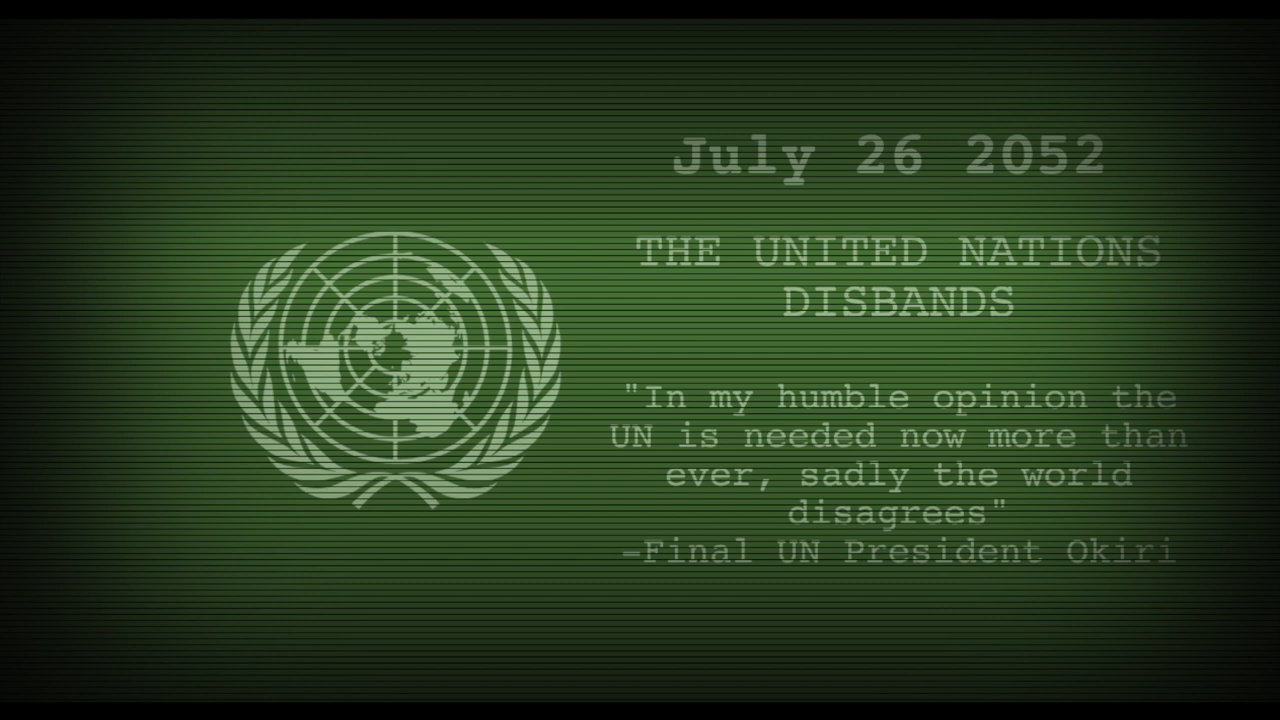 July 26 2052
THE UNITED NATIONS
DISBANDS
"In my humble opinion the
UN is needed now more than
ever, sadly the world
disagrees"
-Final UN President Okiri